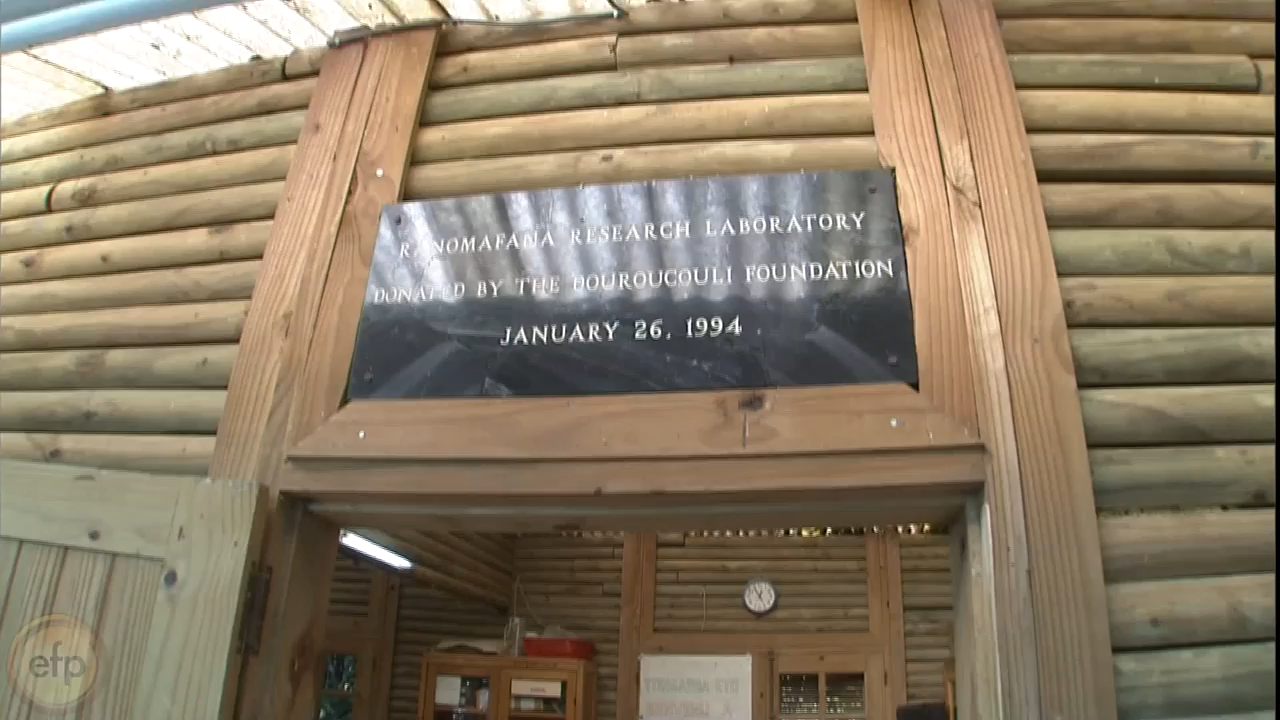 RANOMAFANA RESEARCH LABORATORY
DONATED BY THE DOUROUCOULI FOUNDATION
JANUARY 26, 1994
efp